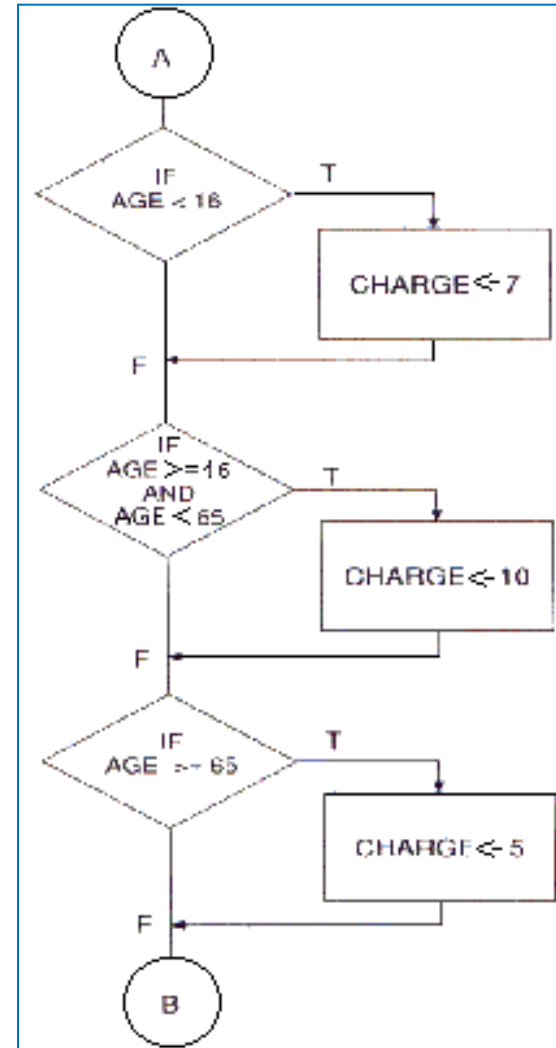 A
IF
AGE < 16
T
CHARGE <- 7
F
IF
AGE >= 16
AND
AGE < 65
T
CHARGE <- 10
F
IF
AGE >= 65
T
CHARGE <- 5
F
B